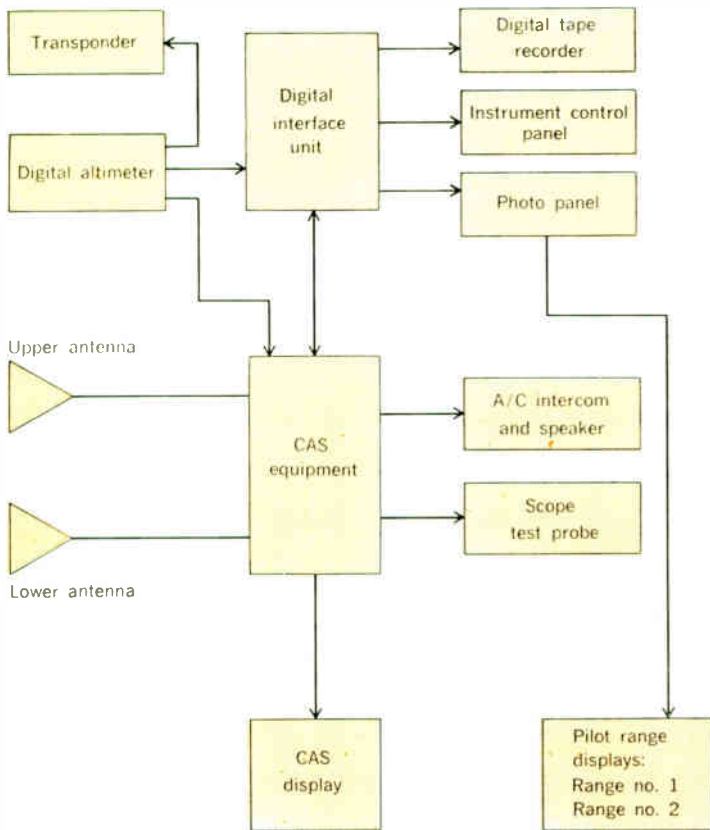 Transponder
Digital tape
recorder
Digital
interface
unit
Instrument control
panel
Digital altimeter
Photo panel
Upper antenna
A/C intercom
and speaker
CAS
equipment
Scope
test probe
Lower antenna
CAS
display
Pilot range
displays:
Range no. 1
Range no. 2